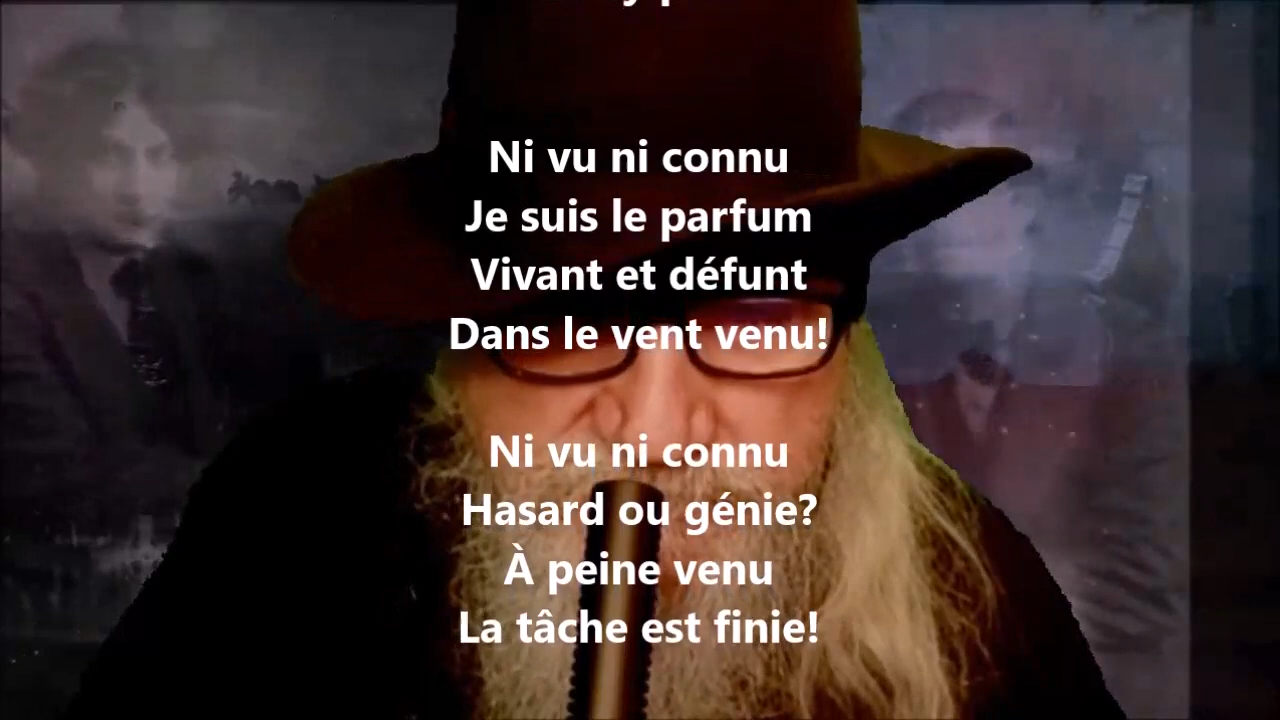 Ni vu ni connu
Je suis le parfum
Vivant et défunt
Dans le vent venu!
Ni vu ni connu
Hasard ou génie?
À peine venu
La tâche est finie!